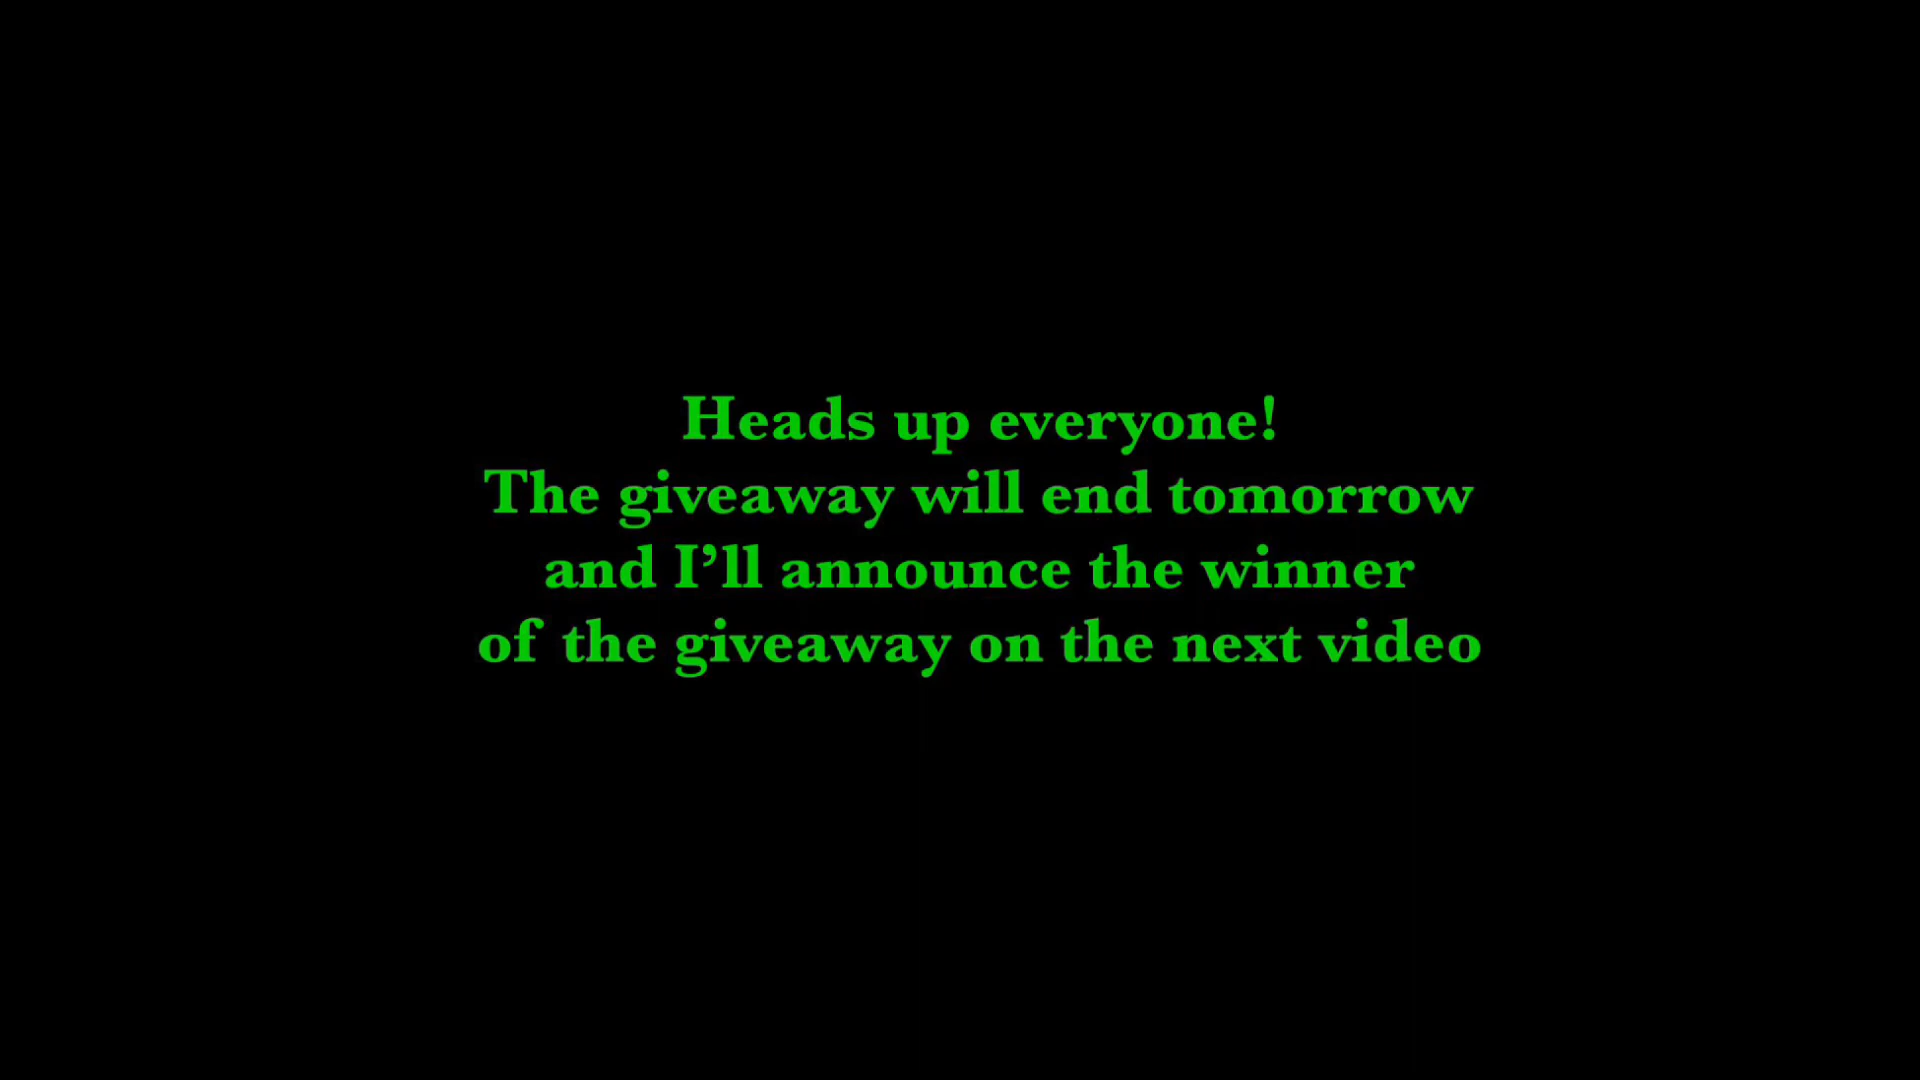 Heads up everyone!
The giveaway will end tomorrow
and I’ll announce the winner
of the giveaway on the next video